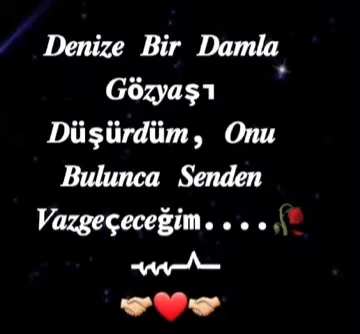 Denize Bir Damla
Gözyaşı
Düşürdüm, Onu
Bulunca Senden
Vazgeçeceğim....🥀
🫱🏼‍🫲🏼❤️🫱🏼‍🫲🏼